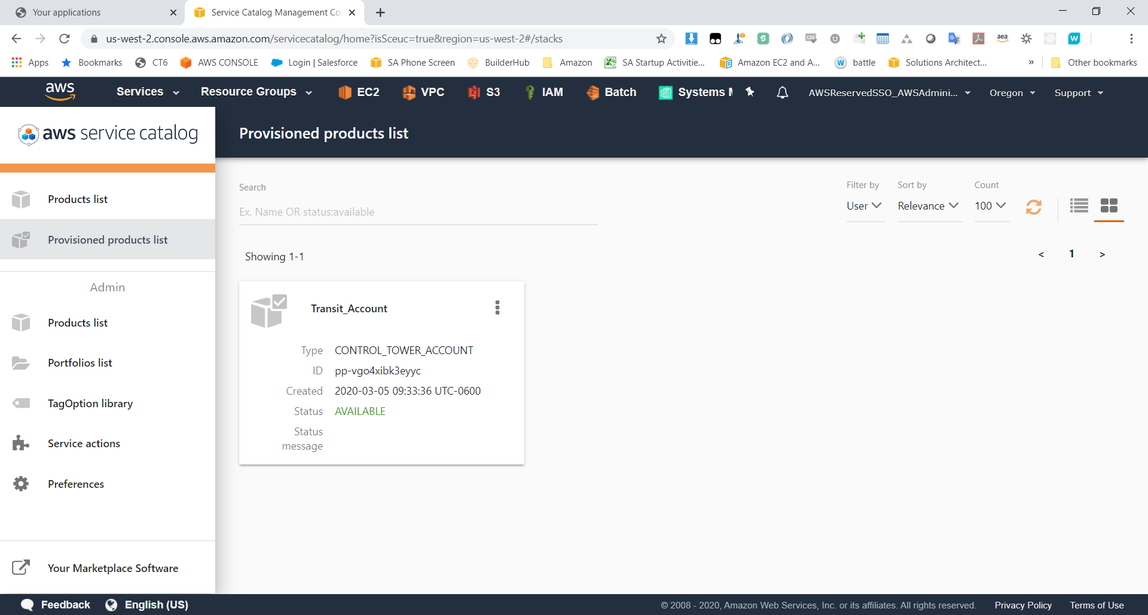 Your applications
Service Catalog Management Co
us-west-2.console.aws.amazon.com/servicecatalog/home?isSceuc=true&region=us-west-2#/stacks
Apps Bookmarks CT6 AWS CONSOLE Login | Salesforce SA Phone Screen BuilderHub Amazon SA Startup Activitie... Amazon EC2 and A... battle Solutions Architect... » Other bookmarks
aws Services Resource Groups EC2 VPC S3 IAM Batch Systems AWSReservedSSO_AWSAdmini... Oregon Support
aws service catalog
Provisioned products list
Products list
Provisioned products list
Admin
Products list
Portfolios list
TagOption library
Service actions
Preferences
Your Marketplace Software
Search
Ex. Name OR status:available
Filter by Sort by Count
User Relevance 100
Showing 1-1
< 1 >
Transit_Account
Type CONTROL_TOWER_ACCOUNT
ID pp-vgo4xibk3eyyc
Created 2020-03-05 09:33:36 UTC-0600
Status AVAILABLE
Status
message
Feedback English (US) © 2008 - 2020, Amazon Web Services, Inc. or its affiliates. All rights reserved. Privacy Policy Terms of Use